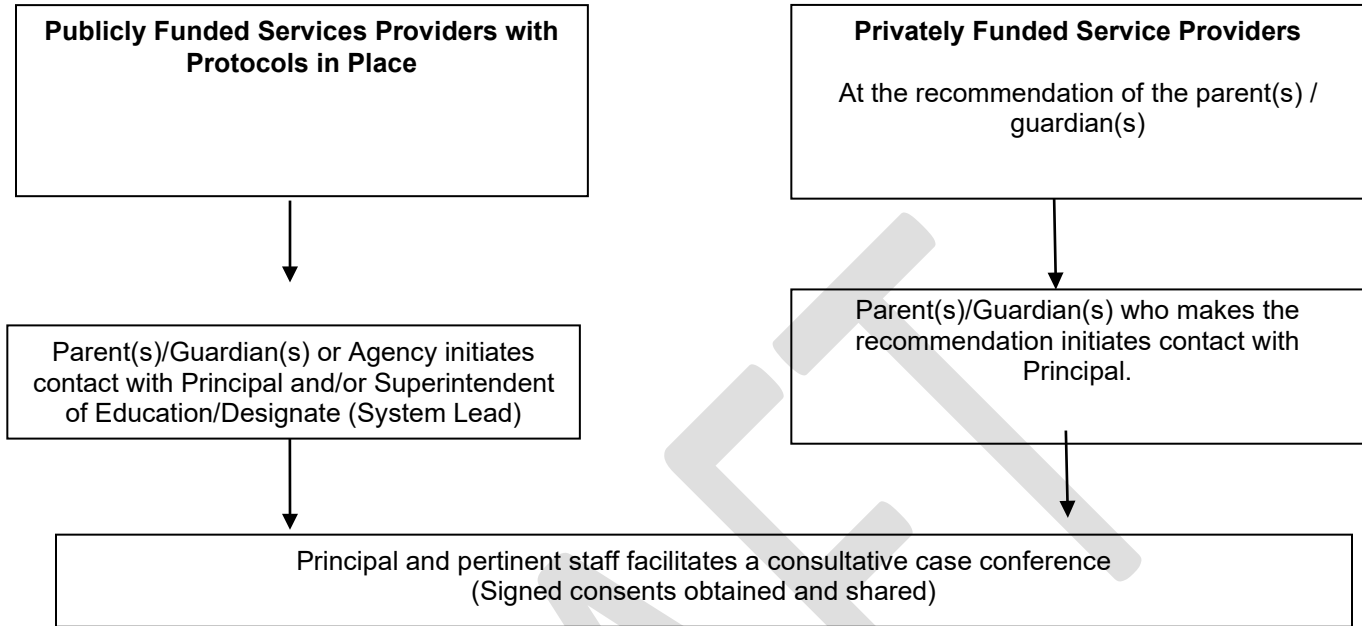 Publicly Funded Services Providers with
Protocols in Place
Privately Funded Service Providers
At the recommendation of the parent(s) /
guardian(s)
Parent(s)/Guardian(s) or Agency initiates
contact with Principal and/or Superintendent
of Education/Designate (System Lead)
Parent(s)/Guardian(s) who makes the
recommendation initiates contact with
Principal.
Principal and pertinent staff facilitates a consultative case conference
(Signed consents obtained and shared)